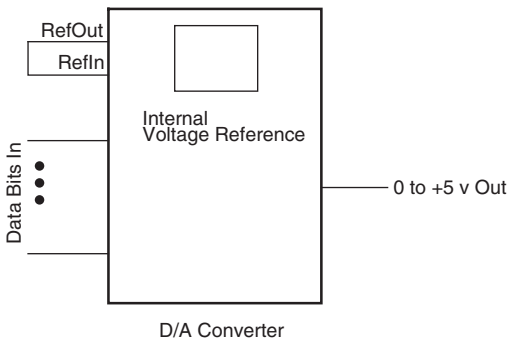 RefOut
RefIn
Internal
Voltage Reference
Data Bits In
0 to +5 v Out
D/A Converter